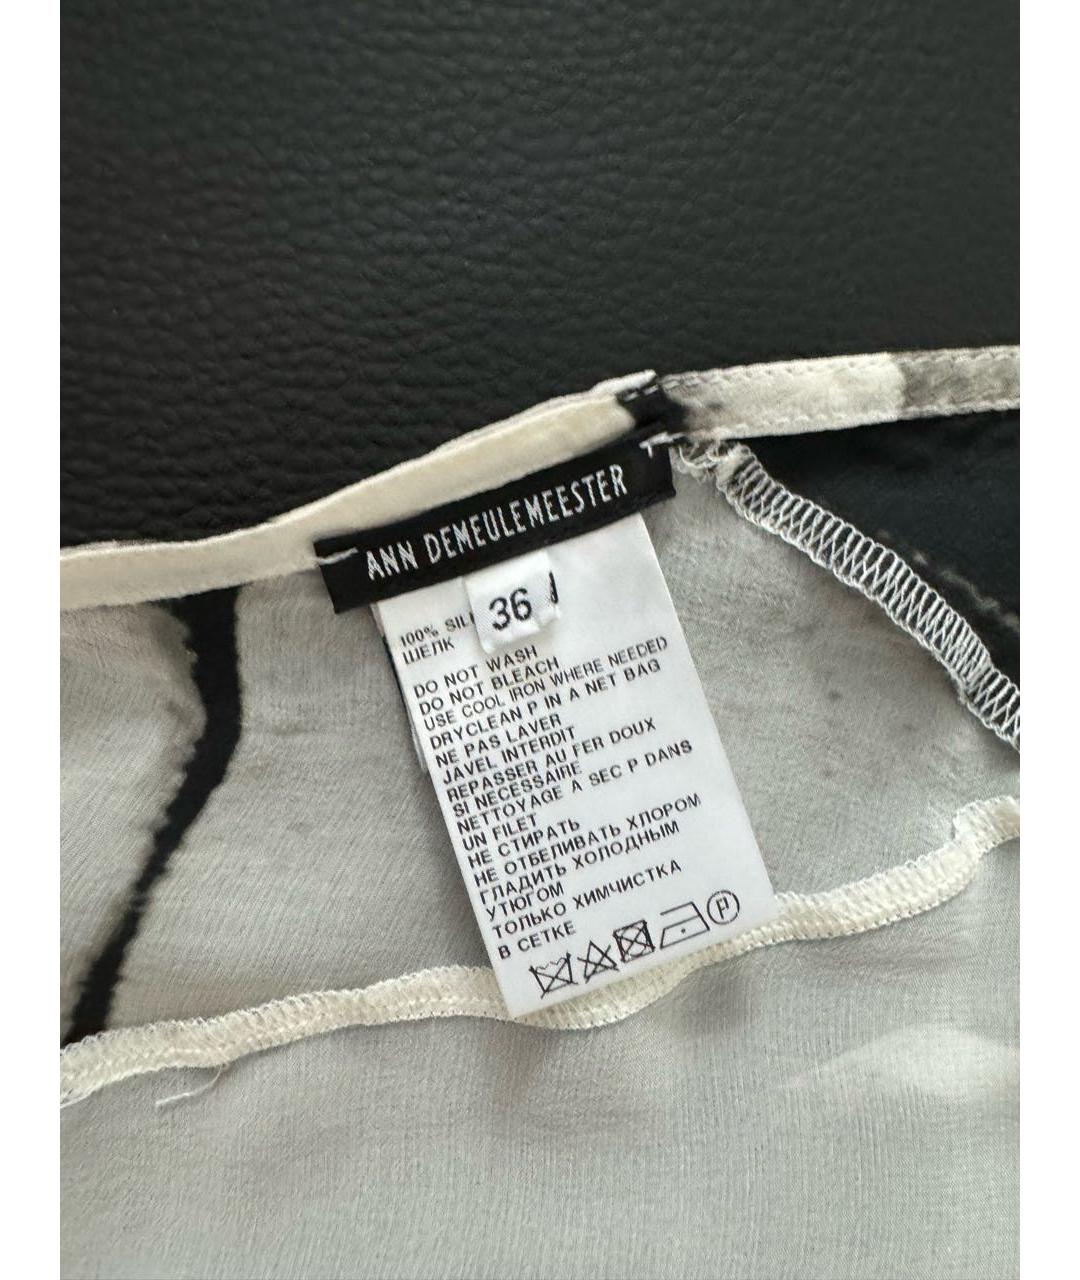 ANN DEMEULEMEESTER
36
100% SIL
ШЕЛК
DO NOT WASH
DO NOT BLEACH
USE COOL IRON WHERE NEEDED
DRYCLEAN P IN A NET BAG
NE PAS LAVER
JAVEL INTERDIT
REPASSER AU FER DOUX
SI NECESSAIRE
NETTOYAGE A SEC P DANS
UN FILET
НЕ СТИРАТЬ
НЕ ОТБЕЛИВАТЬ ХЛОРОМ
ГЛАДИТЬ ХОЛОДНЫМ
УТЮГОМ
ТОЛЬКО ХИМЧИСТКА
В СЕТКЕ
P